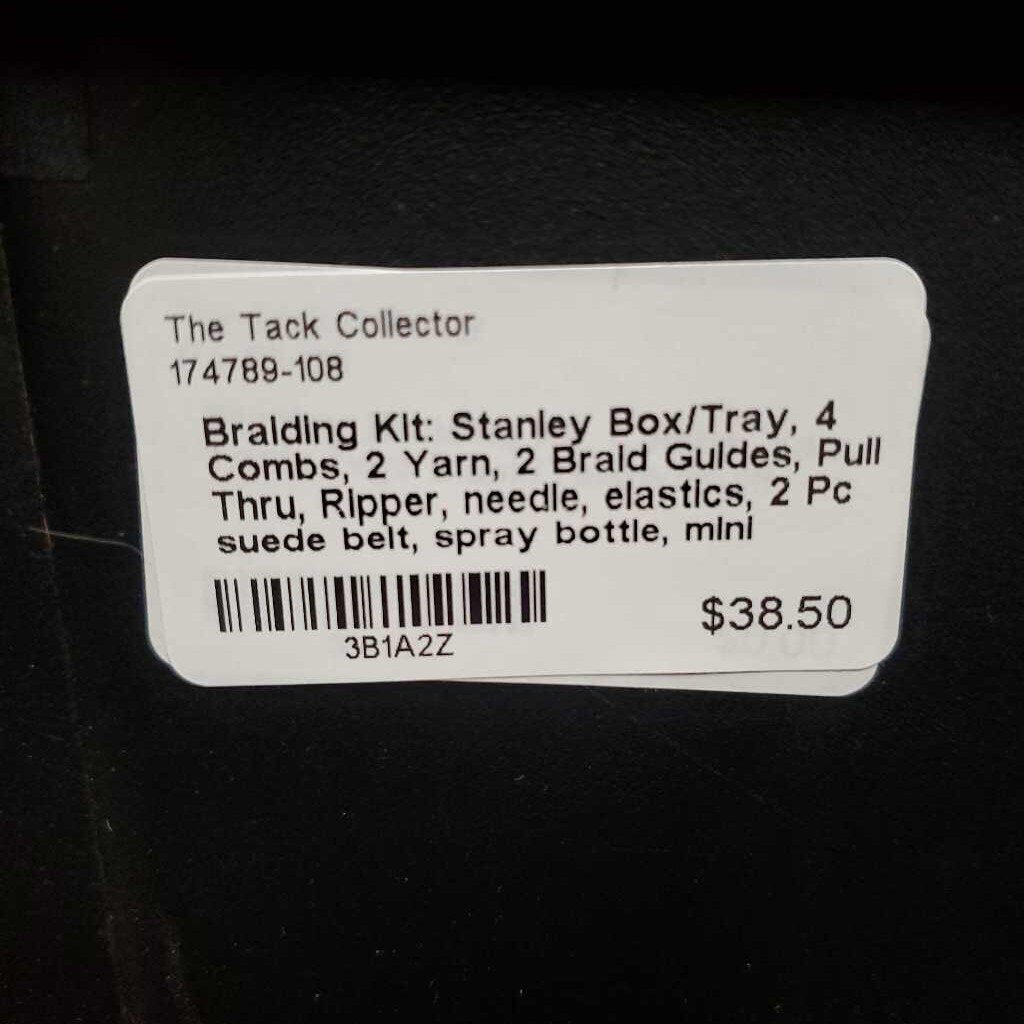 The Tack Collector
174789-108
Braiding Kit: Stanley Box/Tray, 4
Combs, 2 Yarn, 2 Braid Guides, Pull
Thru, Ripper, needle, elastics, 2 Pc
suede belt, spray bottle, mini
$38.50
3B1A2Z